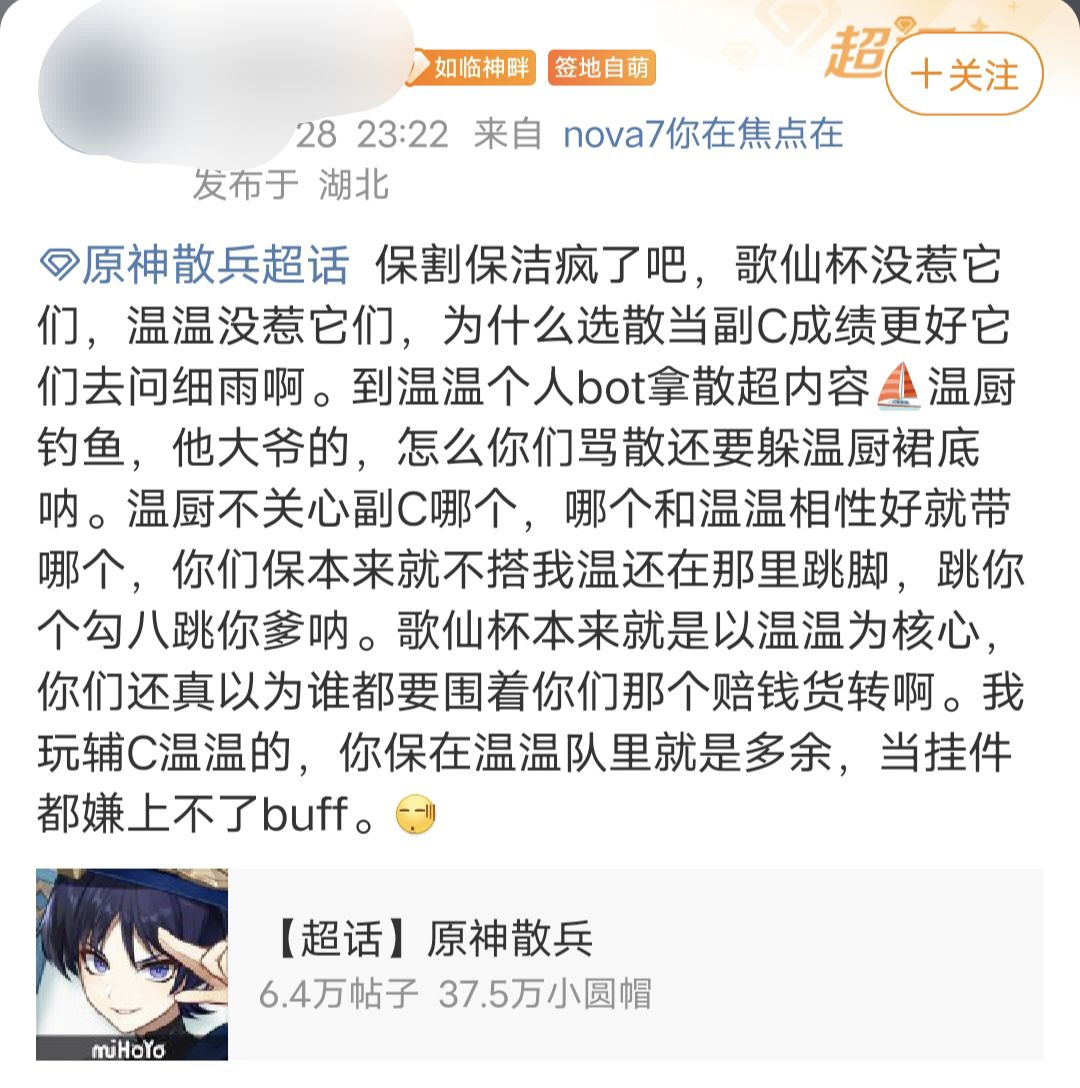 如临神畔 签地自萌
超
+关注
28 23:22 来自 nova7你在焦点在
发布于 湖北
原神散兵超话 保割保洁疯了吧，歌仙杯没惹它
们，温温没惹它们，为什么选散当副C成绩更好它
们去问细雨啊。到温温个人bot拿散超内容⛵温厨
钓鱼，他大爷的，怎么你们骂散还要躲温厨裙底
呐。温厨不关心副C哪个，哪个和温温相性好就带
哪个，你们保本来就不搭我温还在那里跳脚，跳你
个勾八跳你爹呐。歌仙杯本来就是以温温为核心，
你们还真以为谁都要围着你们那个赔钱货转啊。我
玩辅C温温的，你保在温温队里就是多余，当挂件
都嫌上不了buff。
【超话】原神散兵
6.4万帖子 37.5万小圆帽
miHoYo